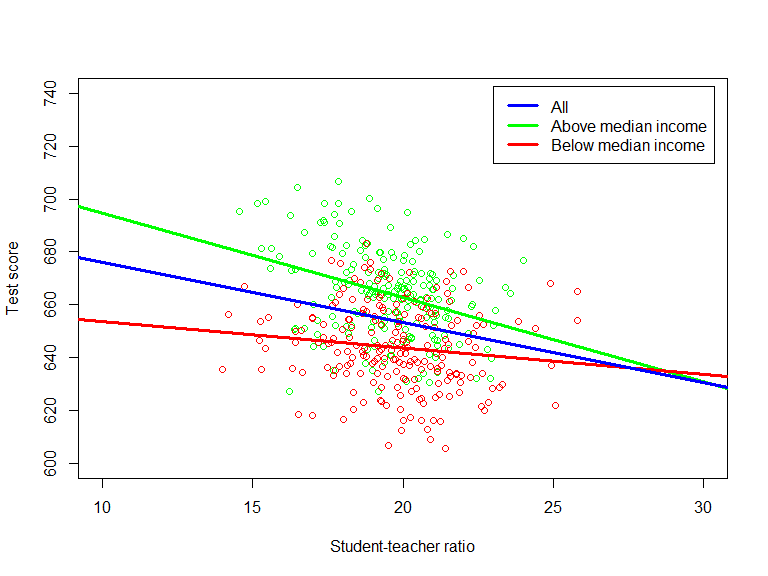 740
720
700
680
660
640
620
600
Test score
All
Above median income
Below median income
10 15 20 25 30
Student-teacher ratio